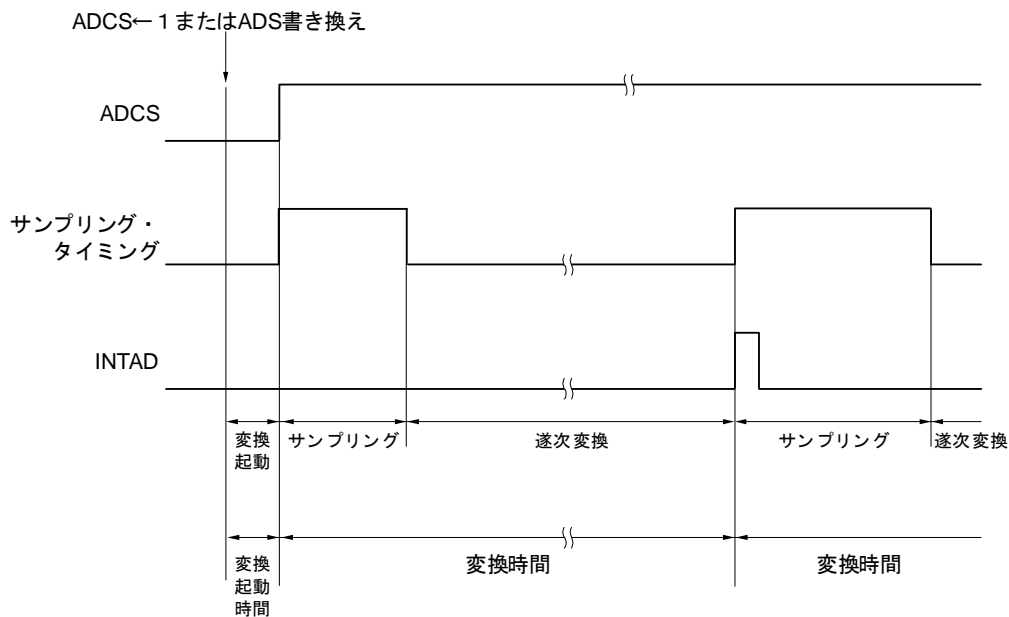 ADCS←１またはADS書き換え
ADCS
サンプリング・
タイミング
INTAD
変換
起動
サンプリング
遂次変換
サンプリング
遂次変換
変換
起動
時間
変換時間
変換時間